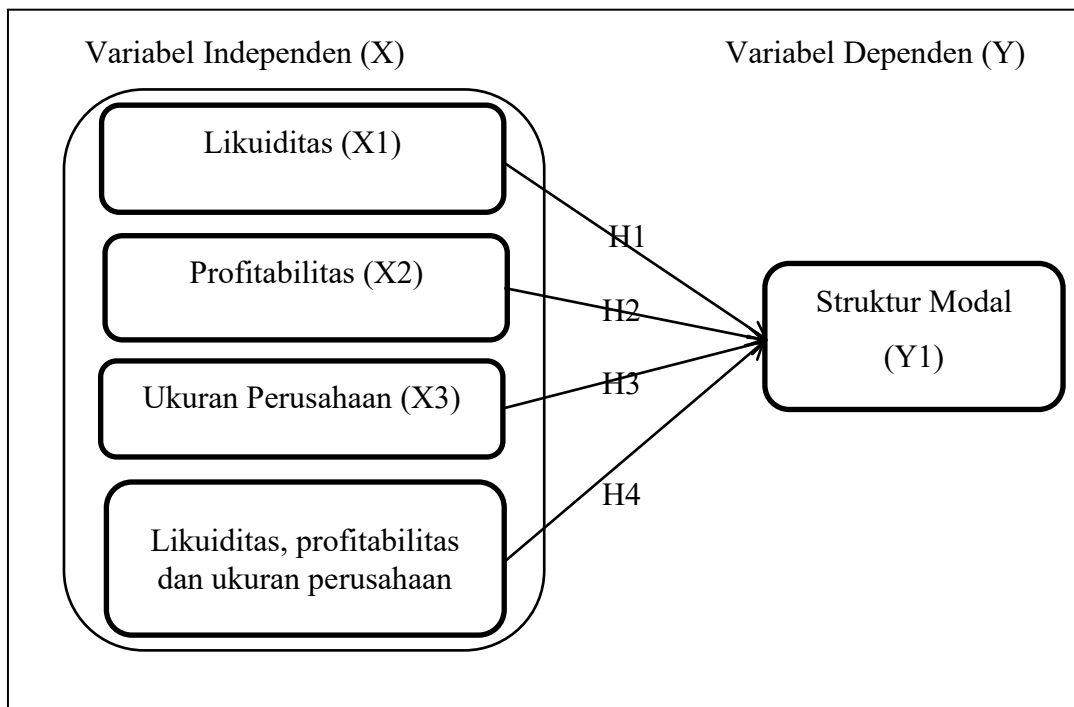 Variabel Independen (X)
Variabel Dependen (Y)
Likuiditas (X1)
H1
Profitabilitas (X2)
H2
Struktur Modal
(Y1)
Ukuran Perusahaan (X3)
H3
H4
Likuiditas, profitabilitas
dan ukuran perusahaan